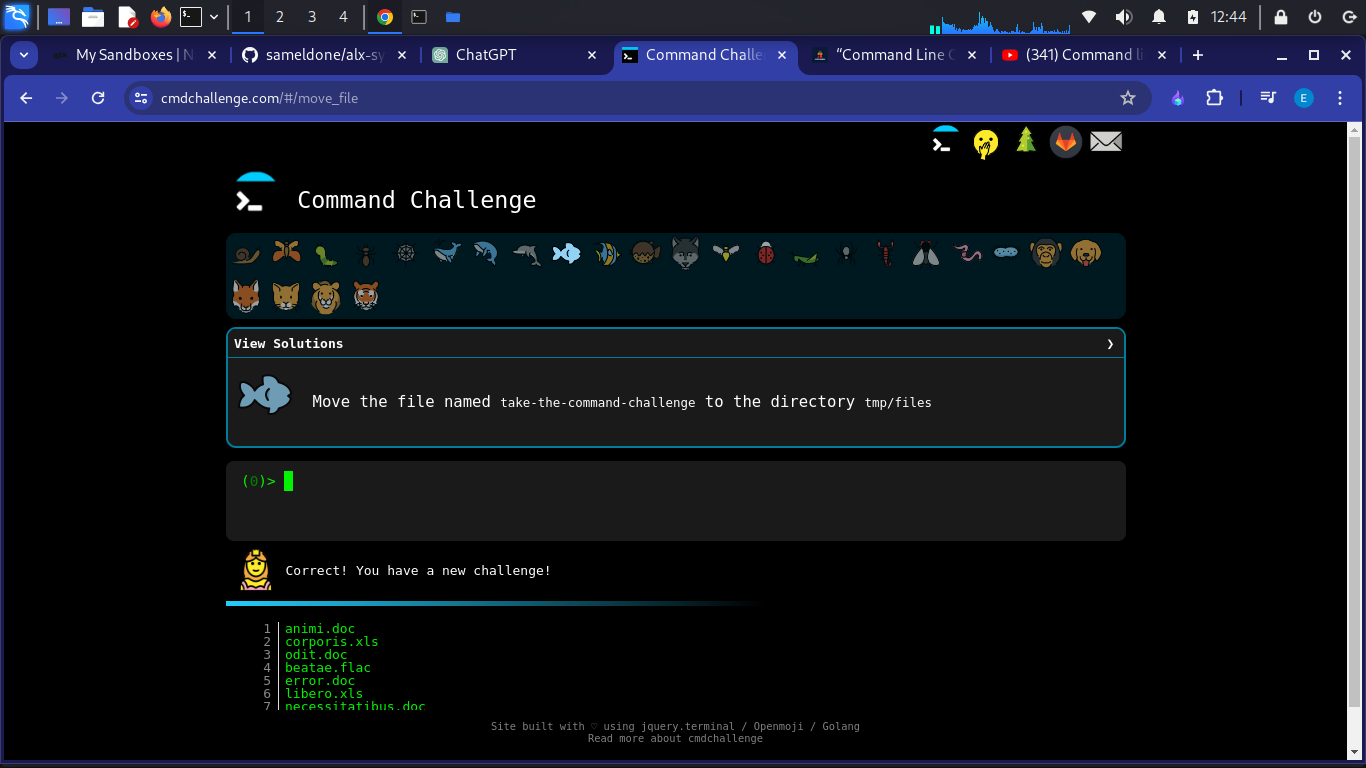 1 2 3 4 12:44
My Sandboxes | N sameldone/alx-sy ChatGPT Command Challe “Command Line C (341) Command li
cmdchallenge.com/#/move_file E
Command Challenge
View Solutions
Move the file named take-the-command-challenge to the directory tmp/files
(0)>
Correct! You have a new challenge!
1 animi.doc
2 corporis.xls
3 odit.doc
4 beatae.flac
5 error.doc
6 libero.xls
7 necessitatibus.doc
Site built with ♡ using jquery.terminal / Openmoji / Golang
Read more about cmdchallenge